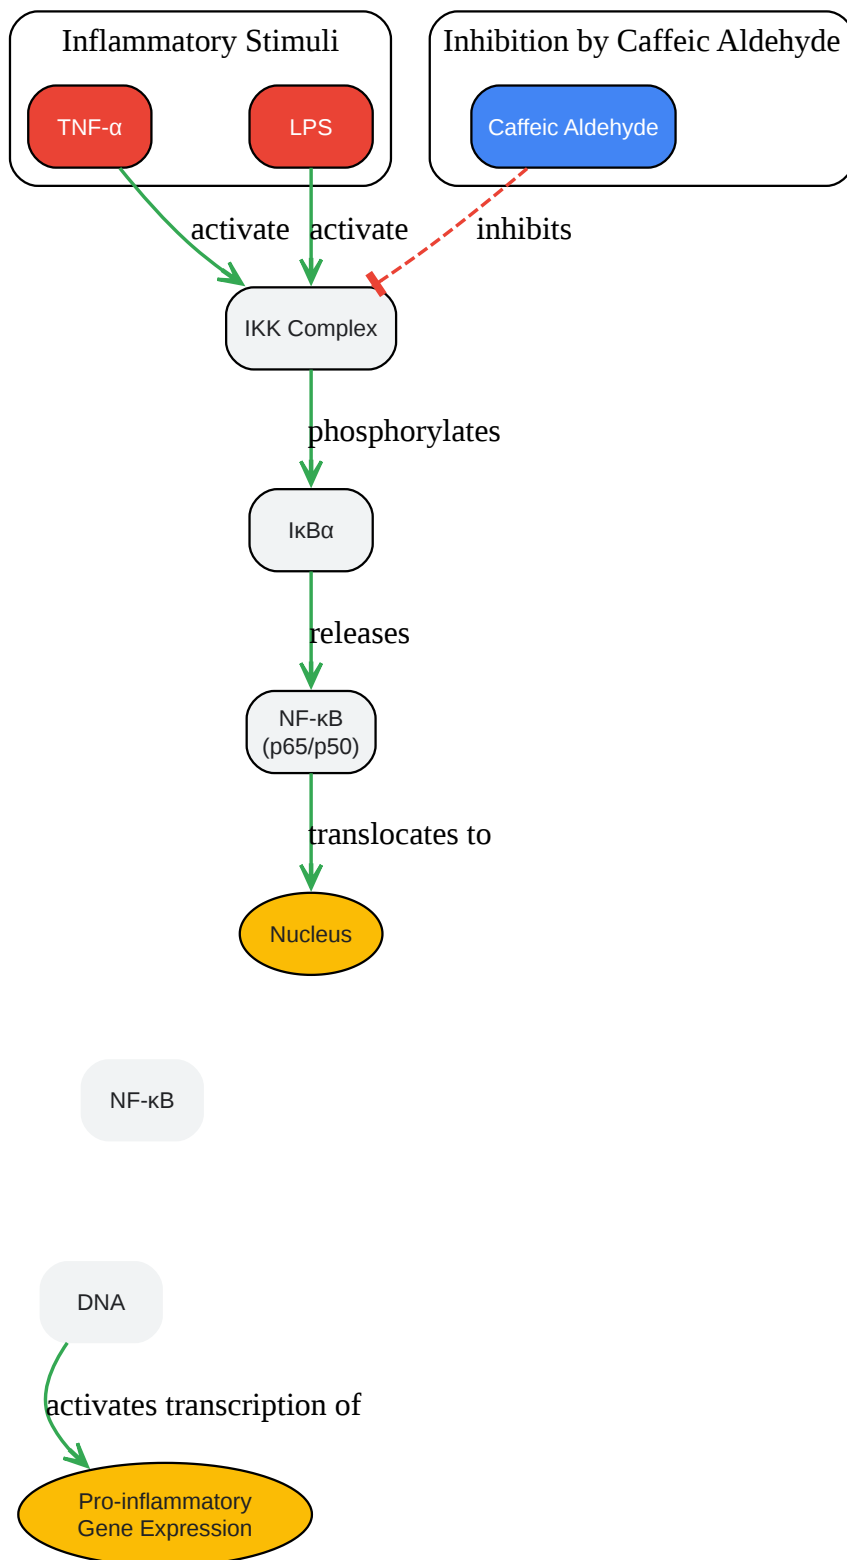 Inflammatory Stimuli
Inhibition by Caffeic Aldehyde
TNF-α
LPS
Caffeic Aldehyde
activate
activate
inhibits
IKK Complex
phosphorylates
IκBα
releases
NF-κB
(p65/p50)
translocates to
Nucleus
NF-κB
DNA
activates transcription of
Pro-inflammatory
Gene Expression